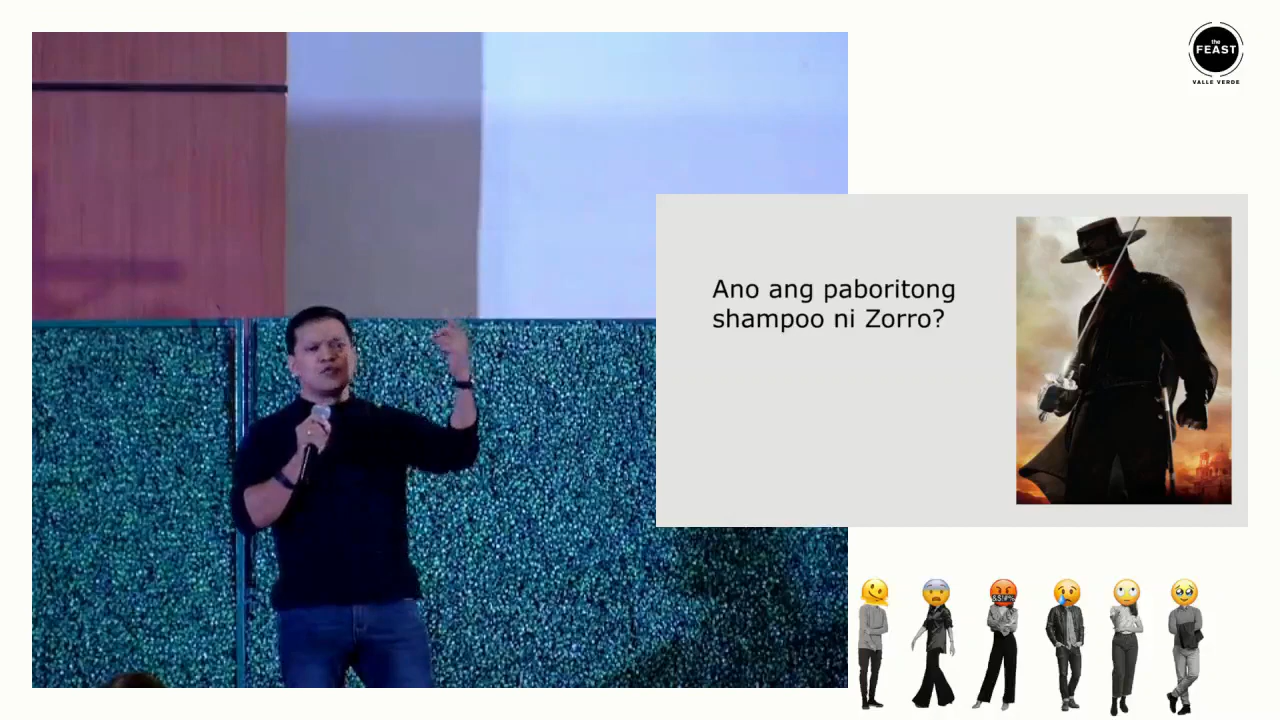 the
FEAST
VALLE VERDE
Ano ang paboritong
shampoo ni Zorro?